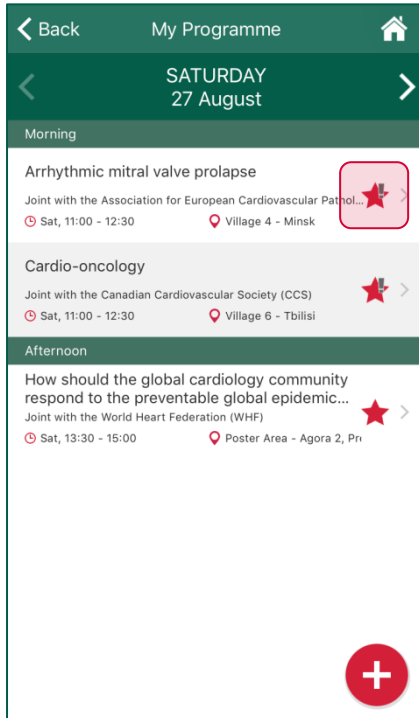 Back
My Programme
SATURDAY
27 August
Morning
Arrhythmic mitral valve prolapse
Joint with the Association for European Cardiovascular Pathol...
Sat, 11:00 - 12:30
Village 4 - Minsk
Cardio-oncology
Joint with the Canadian Cardiovascular Society (CCS)
Sat, 11:00 - 12:30
Village 6 - Tbilisi
Afternoon
How should the global cardiology community
respond to the preventable global epidemic...
Joint with the World Heart Federation (WHF)
Sat, 13:30 - 15:00
Poster Area - Agora 2,